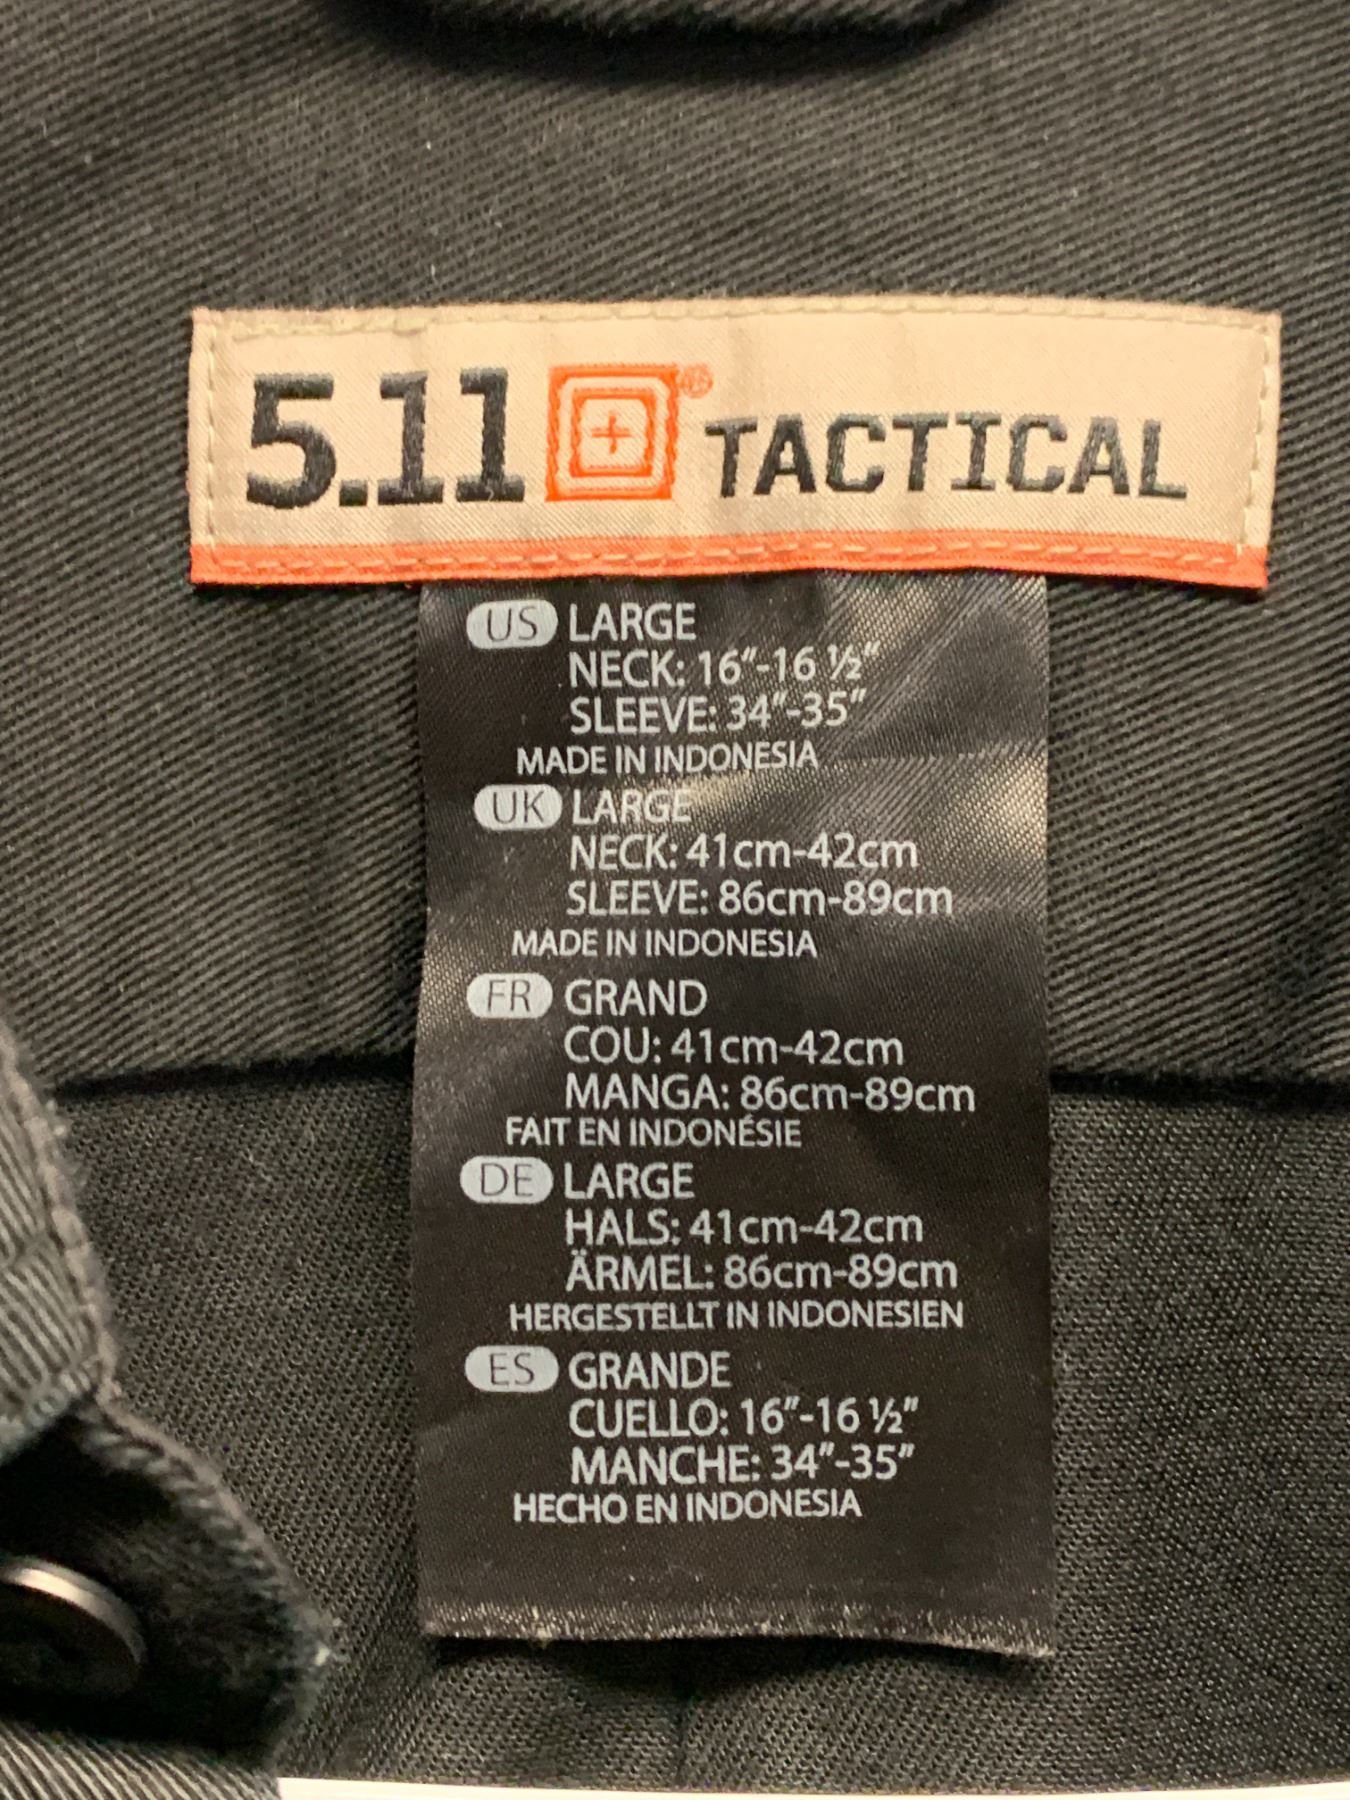 5.11 ® TACTICAL
US LARGE
NECK: 16"-16 ½"
SLEEVE: 34"-35"
MADE IN INDONESIA
UK LARGE
NECK: 41cm-42cm
SLEEVE: 86cm-89cm
MADE IN INDONESIA
FR GRAND
COU: 41cm-42cm
MANGA: 86cm-89cm
FAIT EN INDONÉSIE
DE LARGE
HALS: 41cm-42cm
ÄRMEL: 86cm-89cm
HERGESTELLT IN INDONESIEN
ES GRANDE
CUELLO: 16"-16 ½"
MANCHE: 34"-35"
HECHO EN INDONESIA